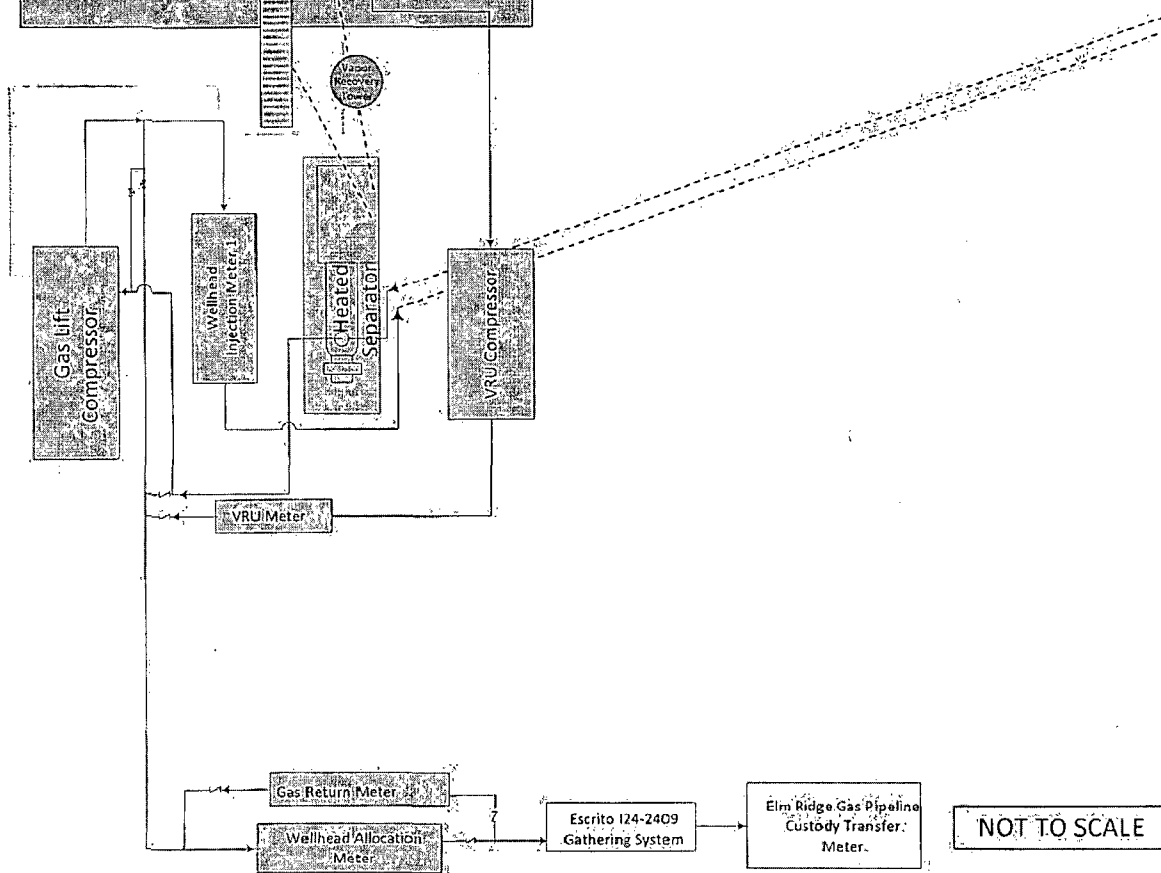 Vapor
Recovery
Tower
Gas Lift
Compressor
Wellhead
Injection Meter 1
Heated
Separator
VRU Compressor
VRU Meter
Gas Return Meter
Wellhead Allocation
Meter
Escrito I24-2409
Gathering System
Elm Ridge Gas Pipeline
Custody Transfer
Meter
NOT TO SCALE